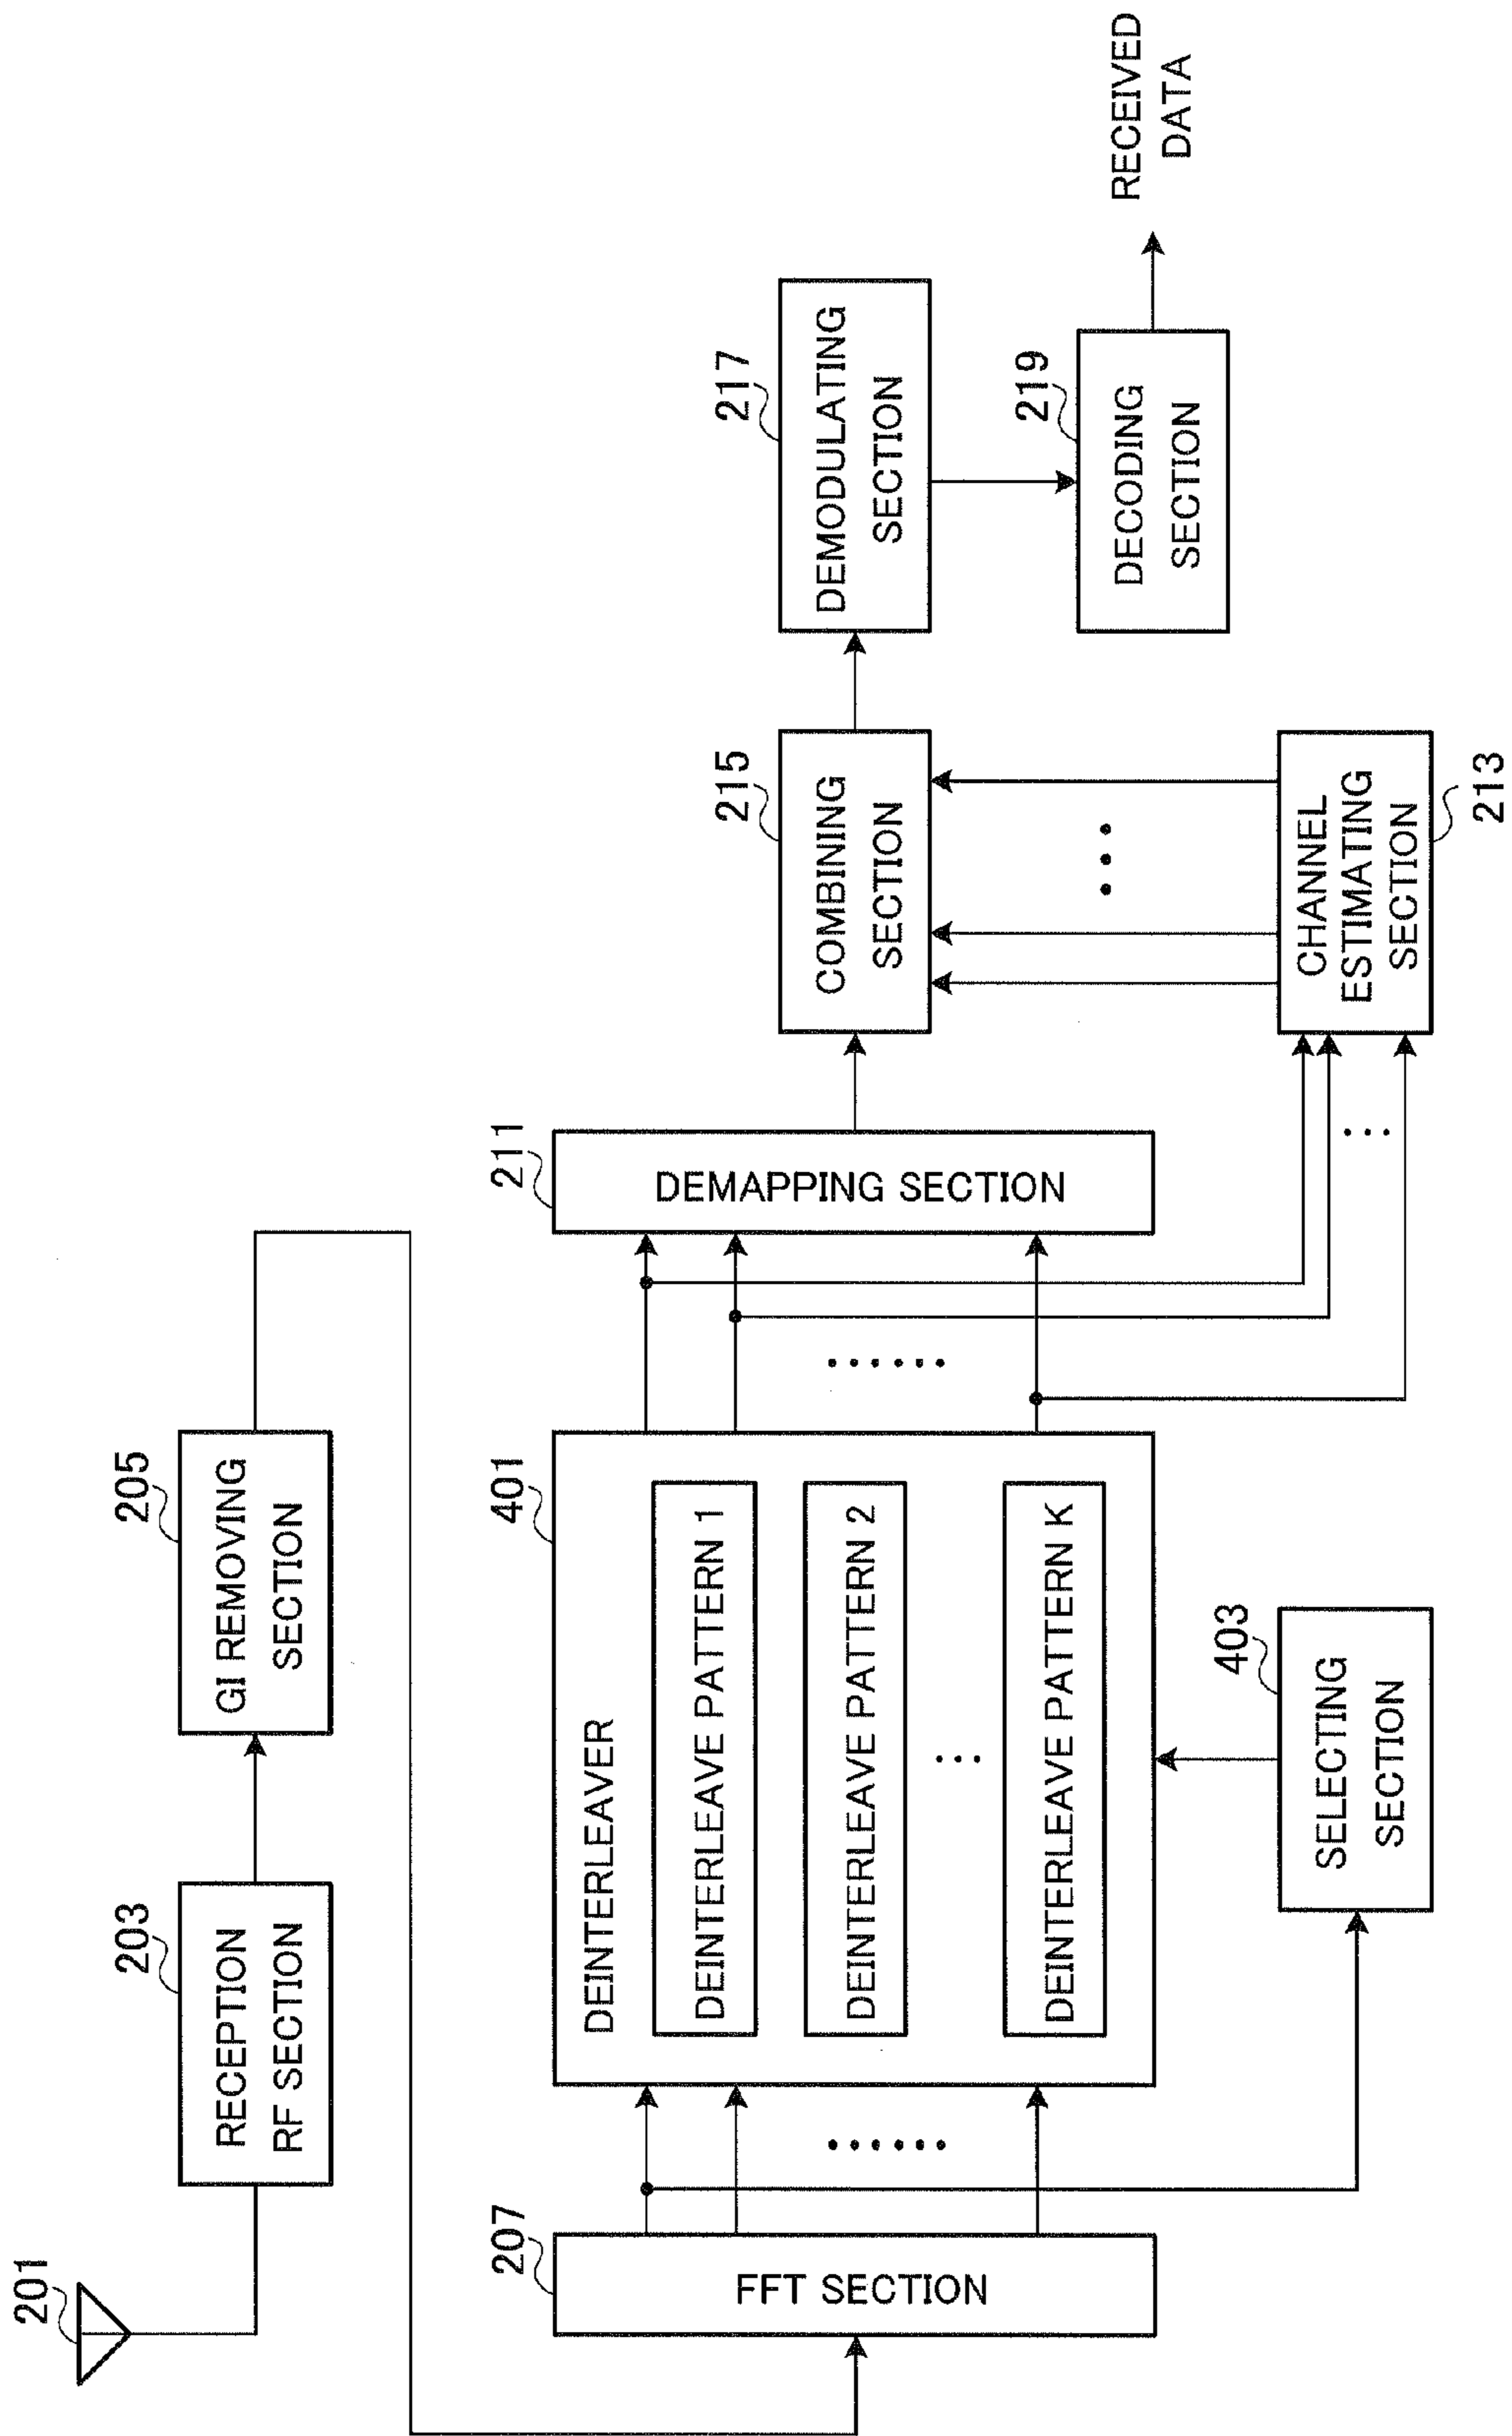 201
203
RECEPTION
RF SECTION
205
GI REMOVING
SECTION
207
FFT SECTION
401
DEINTERLEAVER
DEINTERLEAVE PATTERN 1
DEINTERLEAVE PATTERN 2
DEINTERLEAVE PATTERN K
403
SELECTING
SECTION
211
DEMAPPING SECTION
215
COMBINING
SECTION
CHANNEL
ESTIMATING
SECTION
213
217
DEMODULATING
SECTION
219
DECODING
SECTION
RECEIVED
DATA